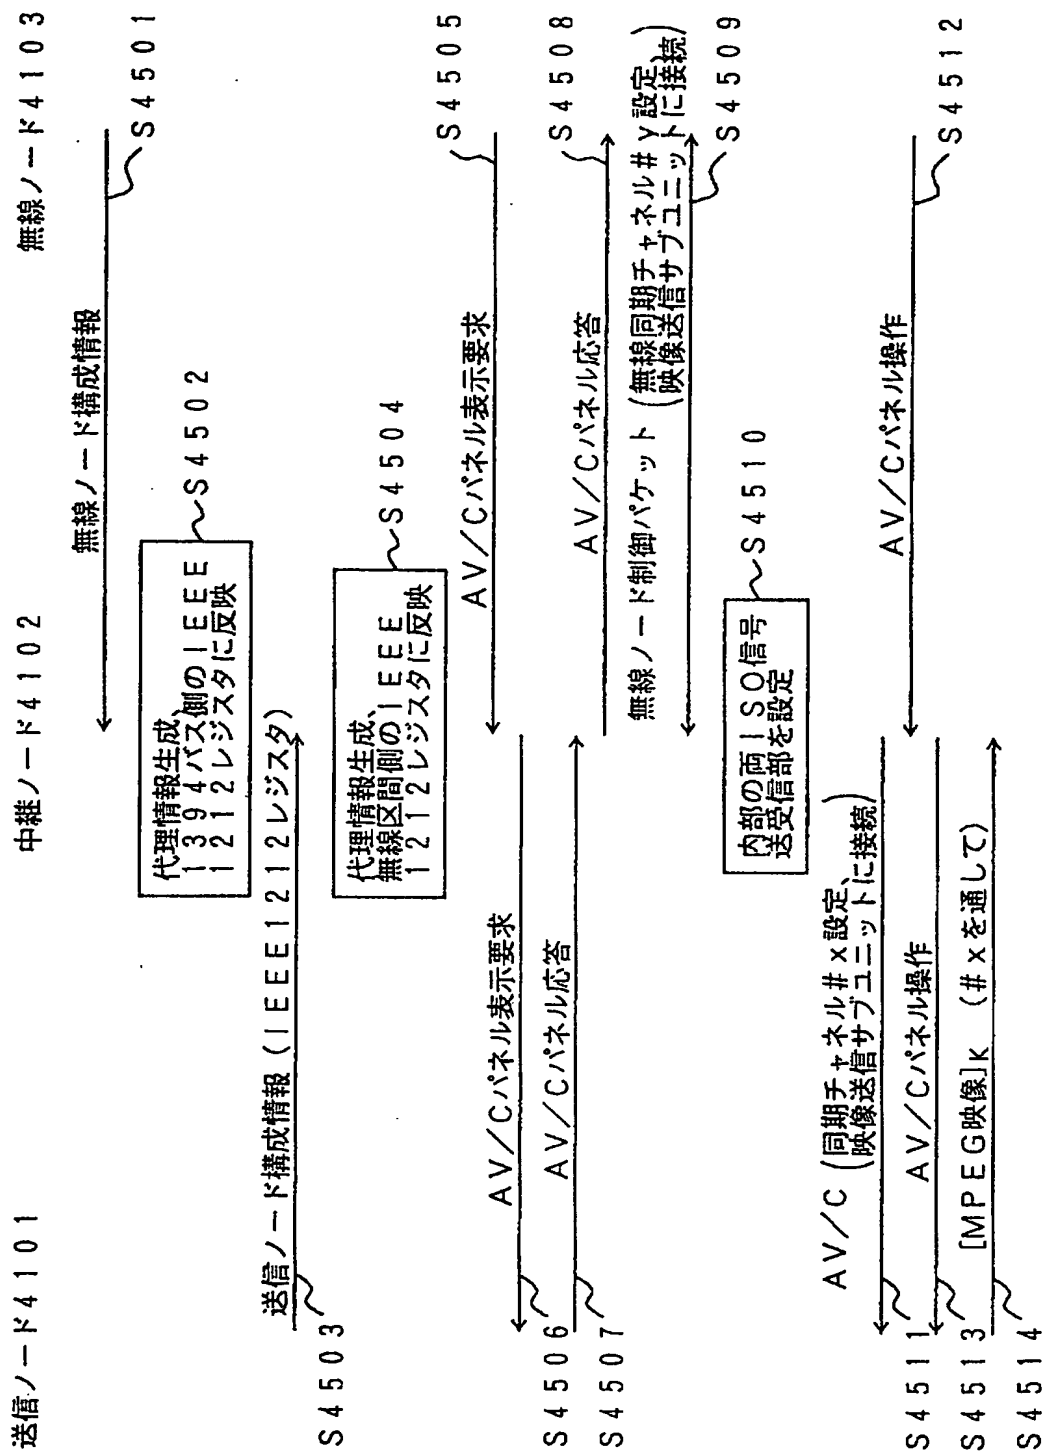 送信ノード4101
中継ノード4102
無線ノード4103
無線ノード構成情報
S4501
代理情報生成、
1394バス側のIEEE
1212レジスタに反映
S4502
送信ノード構成情報(IEEE1212レジスタ)
S4503
代理情報生成、
無線区間側のIEEE
1212レジスタに反映
S4504
AV/Cパネル表示要求
S4505
AV/Cパネル表示要求
S4506
AV/Cパネル応答
S4507
AV/Cパネル応答
S4508
無線ノード制御パケット(無線同期チャネル#y設定、
映像送信サブユニットに接続)
S4509
内部の両ISO信号
送受信部を設定
S4510
AV/C(同期チャネル#x設定、
映像送信サブユニットに接続)
S4511
AV/Cパネル操作
S4512
AV/Cパネル操作
S4513
[MPEG映像]K (#xを通して)
S4514